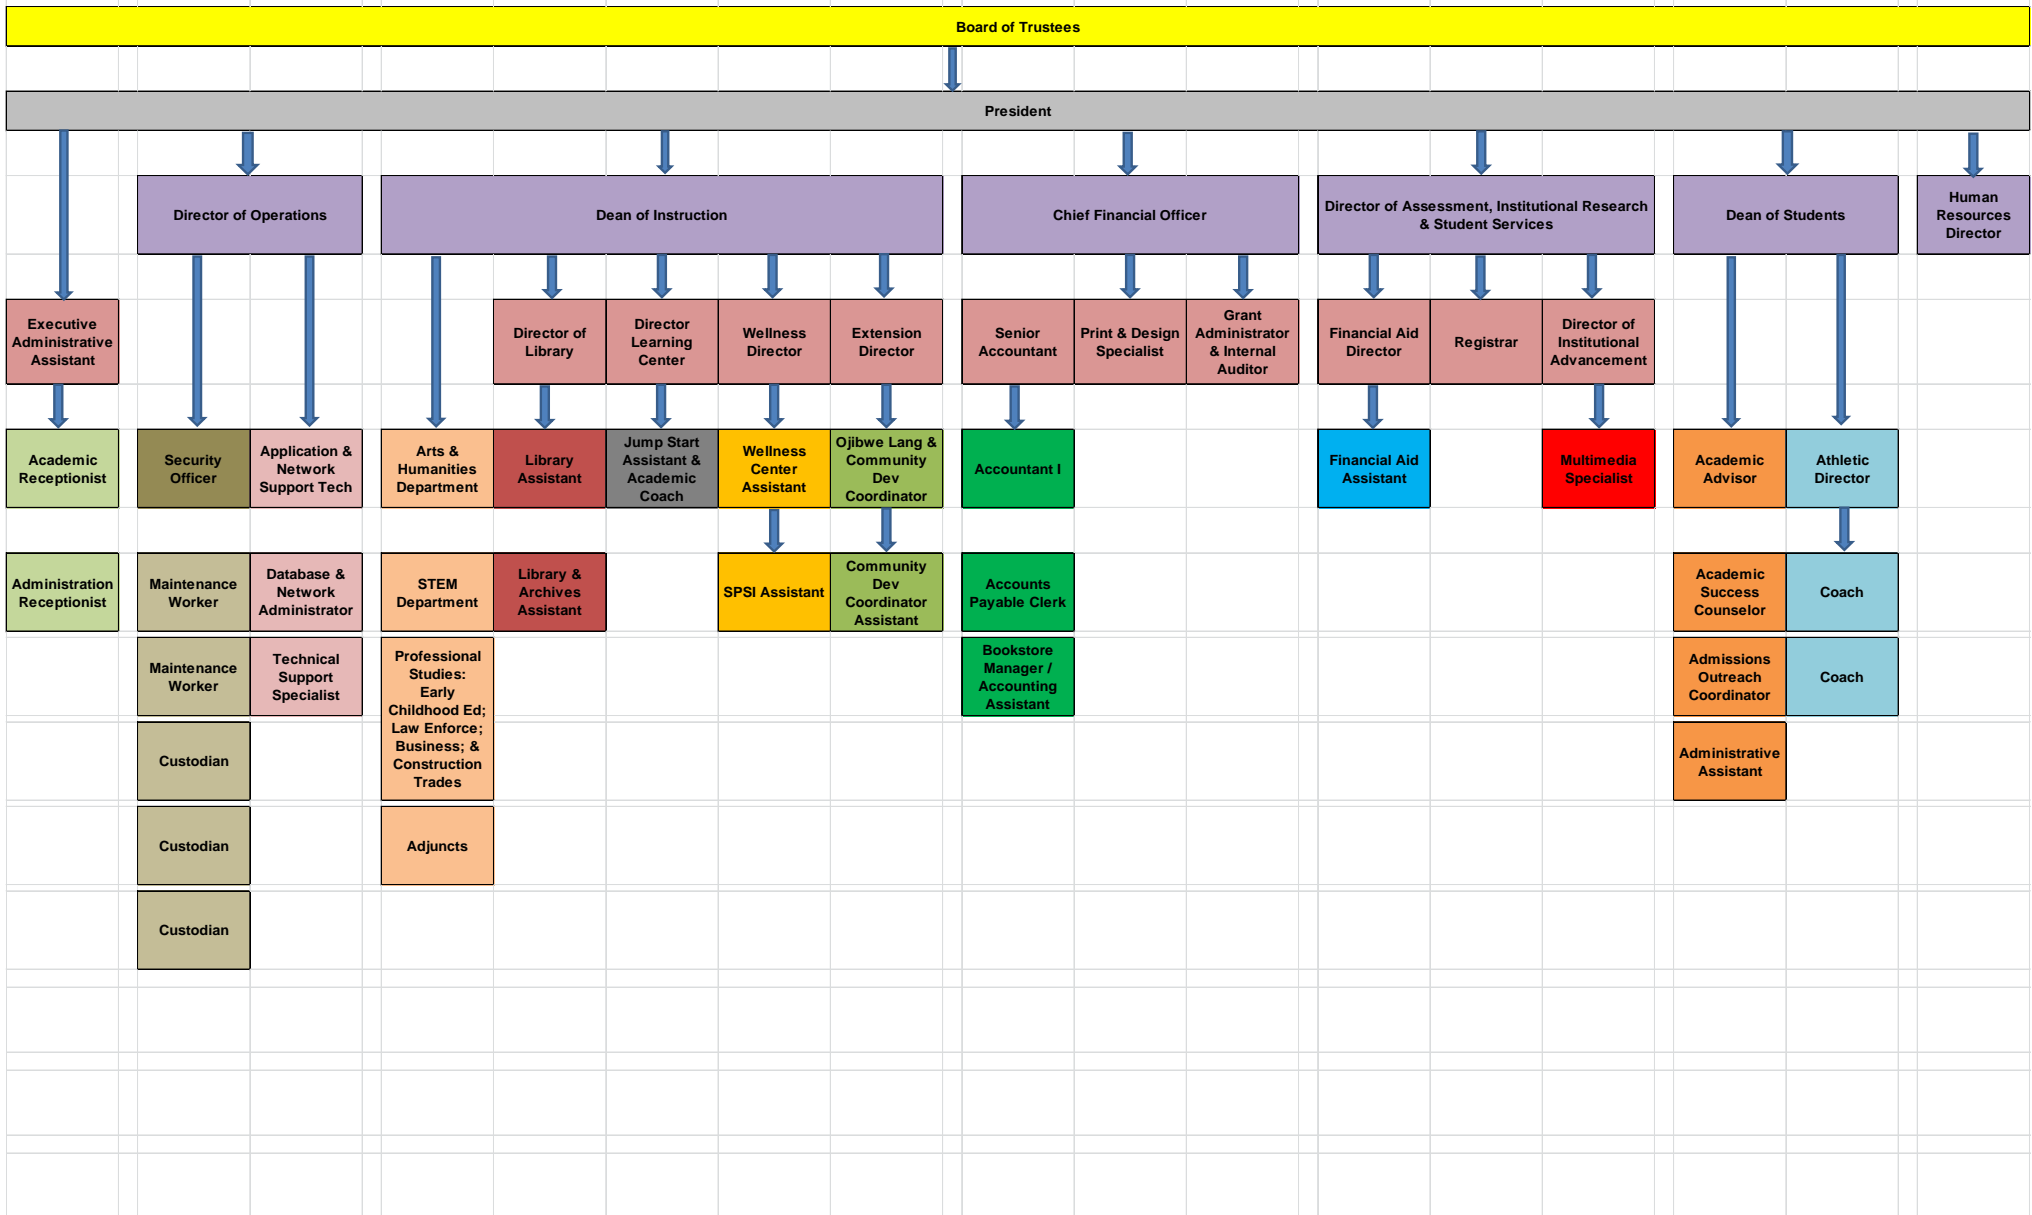 Board of Trustees
President
Director of Operations
Dean of Instruction
Chief Financial Officer
Director of Assessment, Institutional Research
& Student Services
Dean of Students
Human
Resources
Director
Executive
Administrative
Assistant
Director of
Library
Director
Learning
Center
Wellness
Director
Extension
Director
Senior
Accountant
Print & Design
Specialist
Grant
Administrator
& Internal
Auditor
Financial Aid
Director
Registrar
Director of
Institutional
Advancement
Academic
Receptionist
Security
Officer
Application &
Network
Support Tech
Arts &
Humanities
Department
Library
Assistant
Jump Start
Assistant &
Academic
Coach
Wellness
Center
Assistant
Ojibwe Lang &
Community
Dev
Coordinator
Accountant I
Financial Aid
Assistant
Multimedia
Specialist
Academic
Advisor
Athletic
Director
Administration
Receptionist
Maintenance
Worker
Database &
Network
Administrator
STEM
Department
Library &
Archives
Assistant
SPSI Assistant
Community
Dev
Coordinator
Assistant
Accounts
Payable Clerk
Academic
Success
Counselor
Coach
Maintenance
Worker
Technical
Support
Specialist
Professional
Studies:
Early
Childhood Ed;
Law Enforce;
Business; &
Construction
Trades
Bookstore
Manager /
Accounting
Assistant
Admissions
Outreach
Coordinator
Coach
Custodian
Administrative
Assistant
Custodian
Adjuncts
Custodian